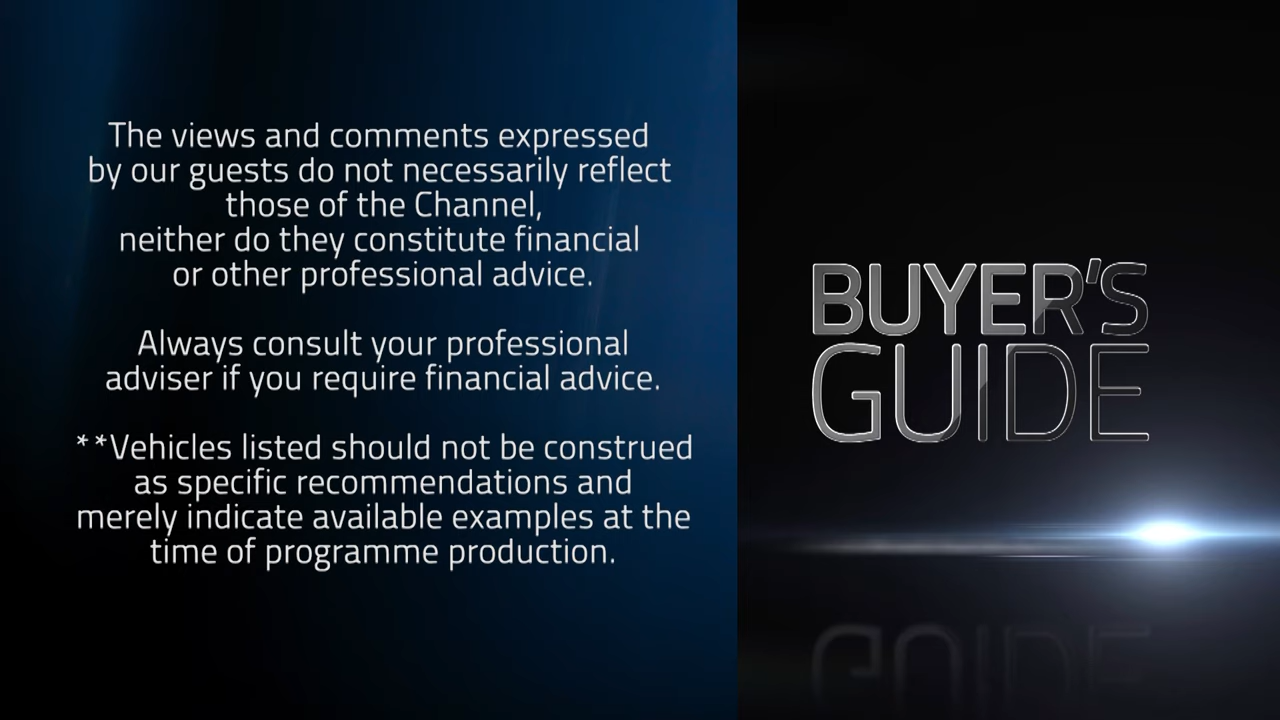 The views and comments expressed
by our guests do not necessarily reflect
those of the Channel,
neither do they constitute financial
or other professional advice.
Always consult your professional
adviser if you require financial advice.
**Vehicles listed should not be construed
as specific recommendations and
merely indicate available examples at the
time of programme production.
BUYER'S
GUIDE